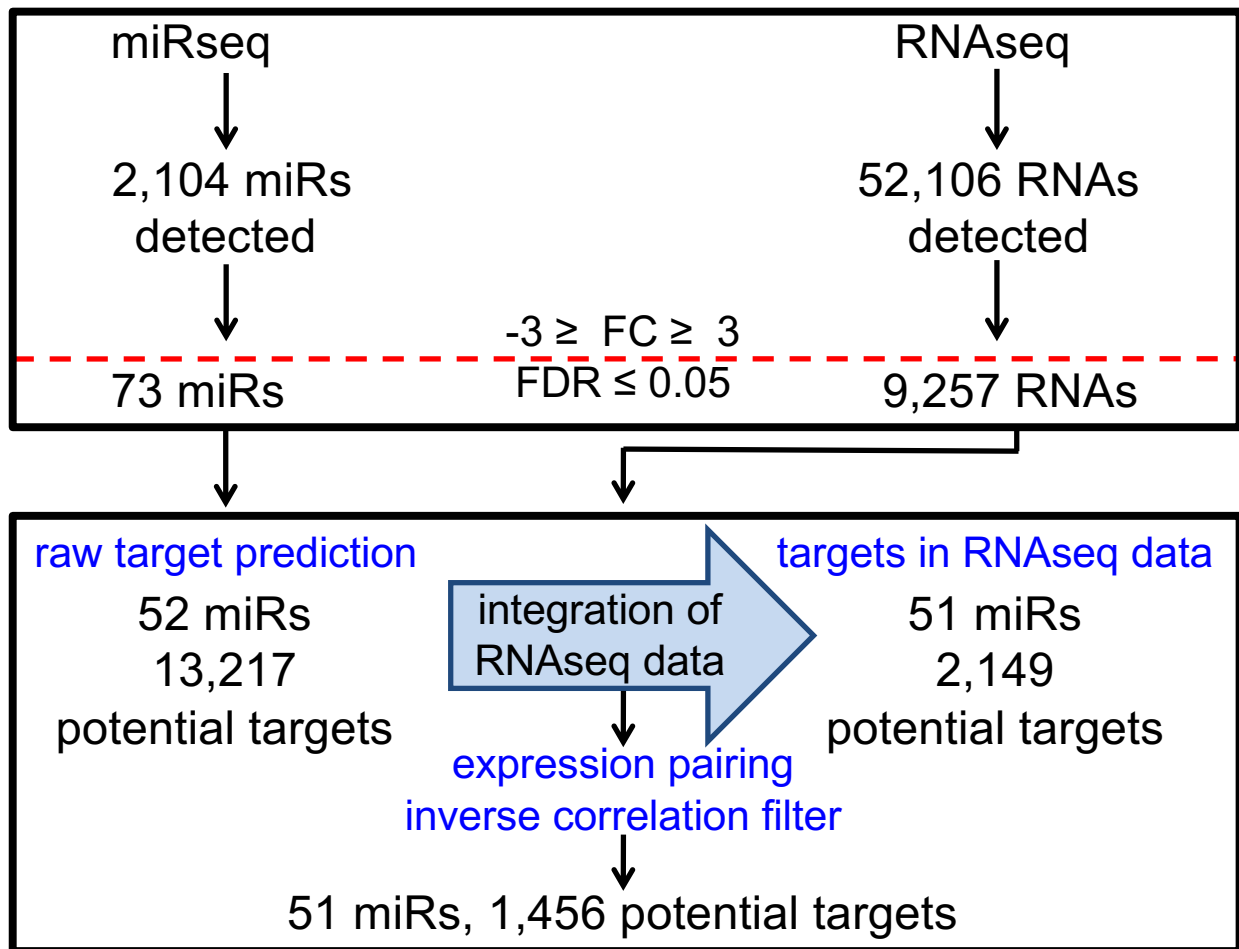 miRseq
RNAseq
2,104 miRs
detected
52,106 RNAs
detected
-3 ≥ FC ≥ 3
FDR ≤ 0.05
73 miRs
9,257 RNAs
raw target prediction
52 miRs
13,217
potential targets
integration of
RNAseq data
targets in RNAseq data
51 miRs
2,149
potential targets
expression pairing
inverse correlation filter
51 miRs, 1,456 potential targets